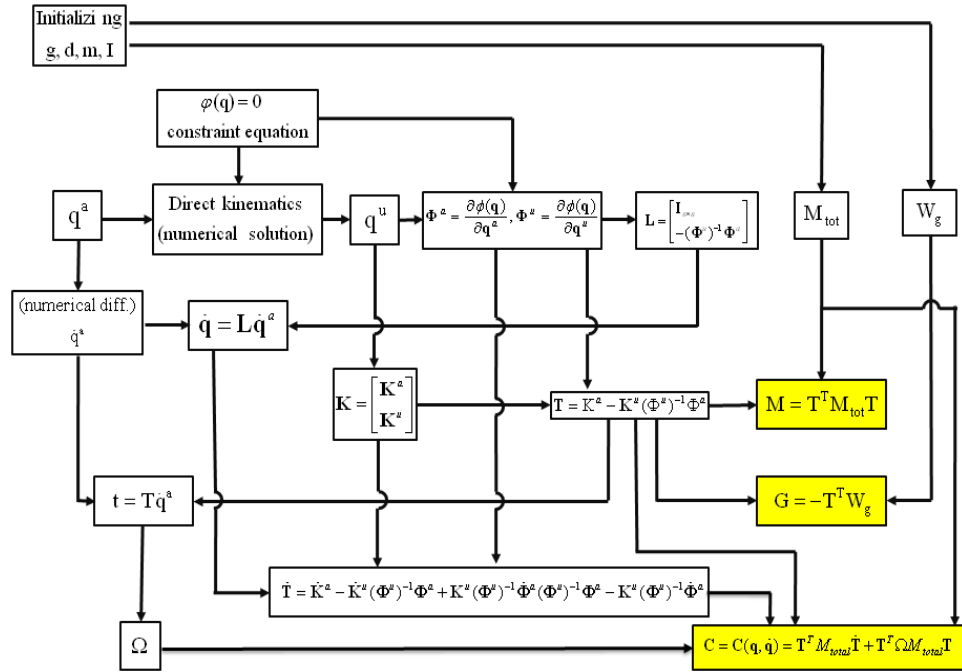 Initializi ng
g, d, m, I
φ(q) = 0
constraint equation
q^a
Direct kinematics
(numerical solution)
q^u
Φ^a = ∂ϕ(q)/∂q^a , Φ^u = ∂ϕ(q)/∂q^u
L = [ I
−(Φ^u)^{-1} Φ^u ]
M_tot
W_g
(numerical diff.)
q̇^a
q̇ = Lq̇^a
K = [ K^a
K^u ]
T = K^a − K^u (Φ^u)^{-1} Φ^a
M = T^T M_tot T
t = Tq̇^a
G = −T^T W_g
Ṫ = K̇^a − K̇^u (Φ^u)^{-1} Φ^a + K^u (Φ^u)^{-1} Φ̇^a (Φ^u)^{-1} Φ^a − K^u (Φ^u)^{-1} Φ̇^a
Ω
C = C(q, q̇) = T^T M_total Ṫ + T^T Ω M_total T